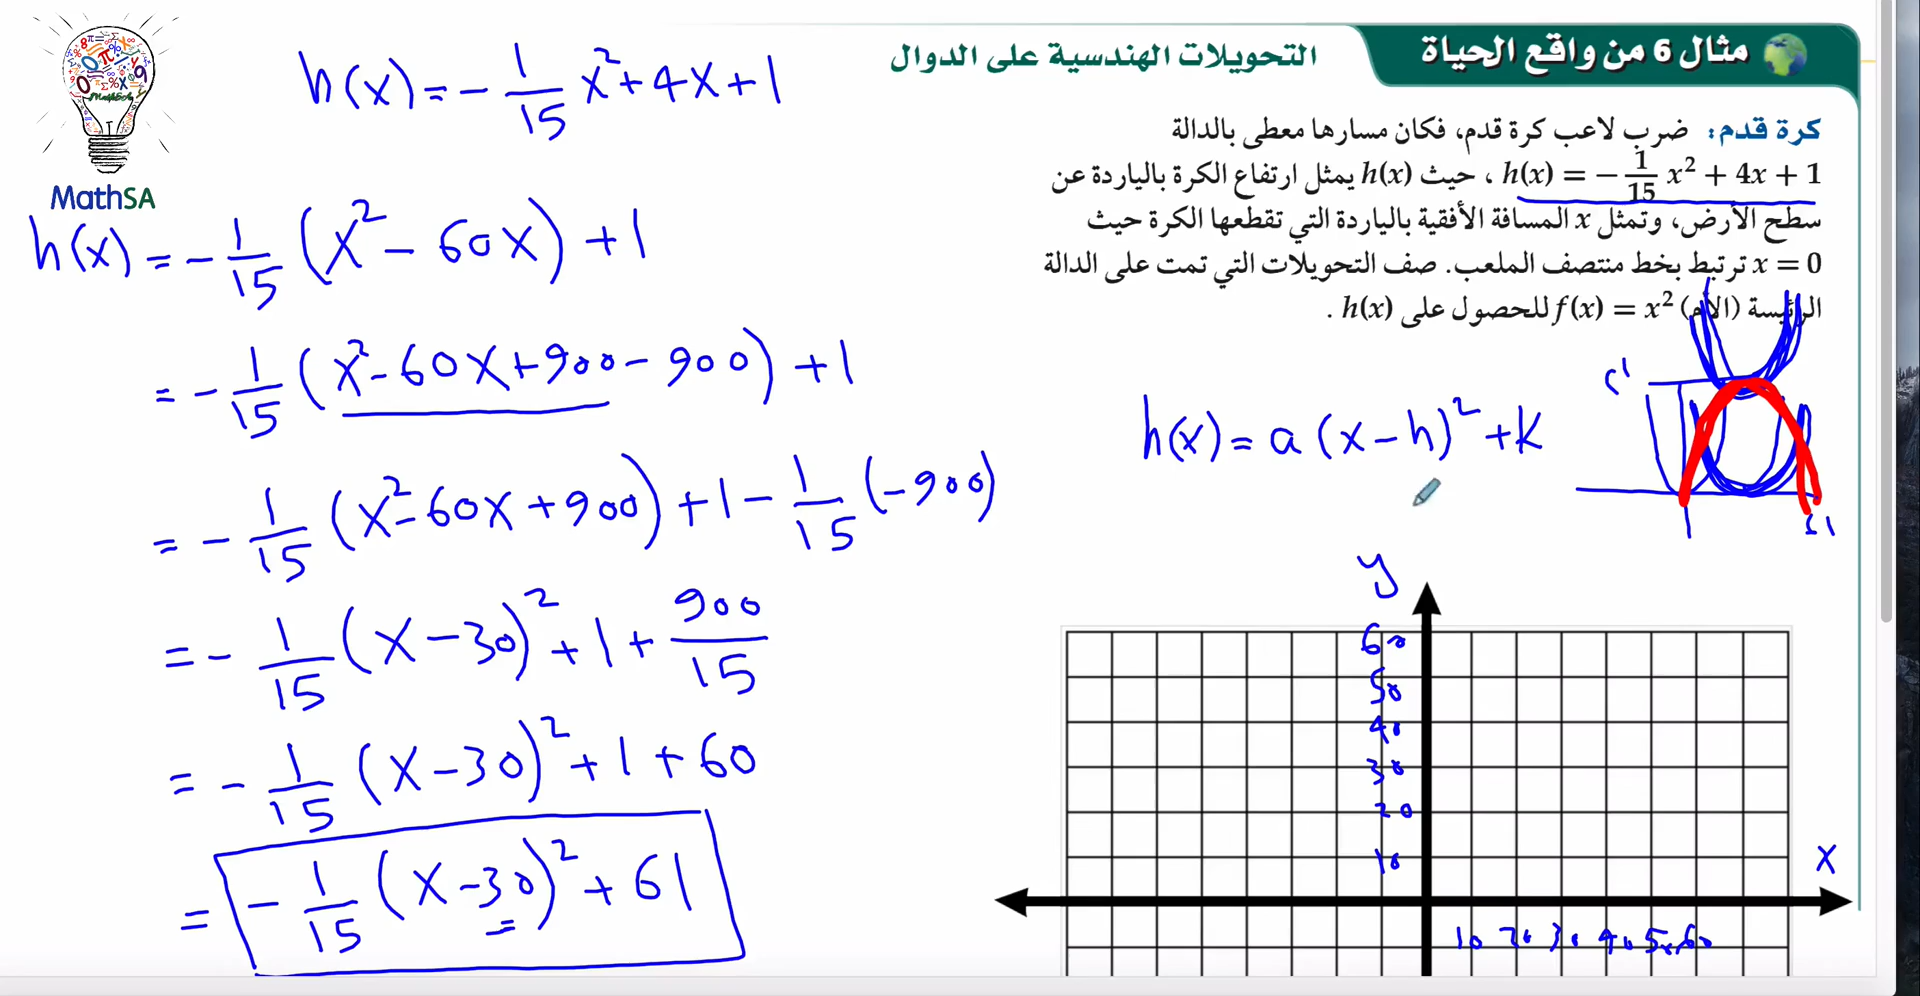 مثال 6 من واقع الحياة
التحويلات الهندسية على الدوال
كرة قدم: ضرب لاعب كرة قدم، فكان مسارها معطى بالدالة
h(x) = -1/15 x² + 4x + 1 ، حيث h(x) يمثل ارتفاع الكرة بالياردة عن
سطح الأرض، وتمثل x المسافة الأفقية بالياردة التي تقطعها الكرة حيث
x = 0 ترتبط بخط منتصف الملعب. صف التحويلات التي تمت على الدالة
الرئيسة (الأم) f(x) = x² للحصول على h(x) .
MathSA
h(x) = -1/15 x² + 4x + 1
h(x) = -1/15 (x² - 60x) + 1
= -1/15 (x² - 60x + 900 - 900) + 1
= -1/15 (x² - 60x + 900) + 1 - 1/15 (-900)
= -1/15 (x - 30)² + 1 + 900/15
= -1/15 (x - 30)² + 1 + 60
= -1/15 (x - 30)² + 61
h(x) = a (x - h)² + k
y
60
50
40
30
20
10
x
10 20 30 40 50 60